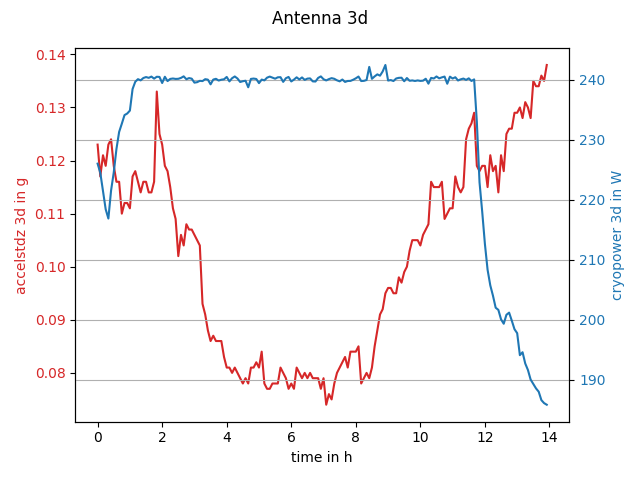 Antenna 3d
0.14
0.13
0.12
0.11
0.10
0.09
0.08
accelstdz 3d in g
240
230
220
210
200
190
cryopower 3d in W
0 2 4 6 8 10 12 14
time in h